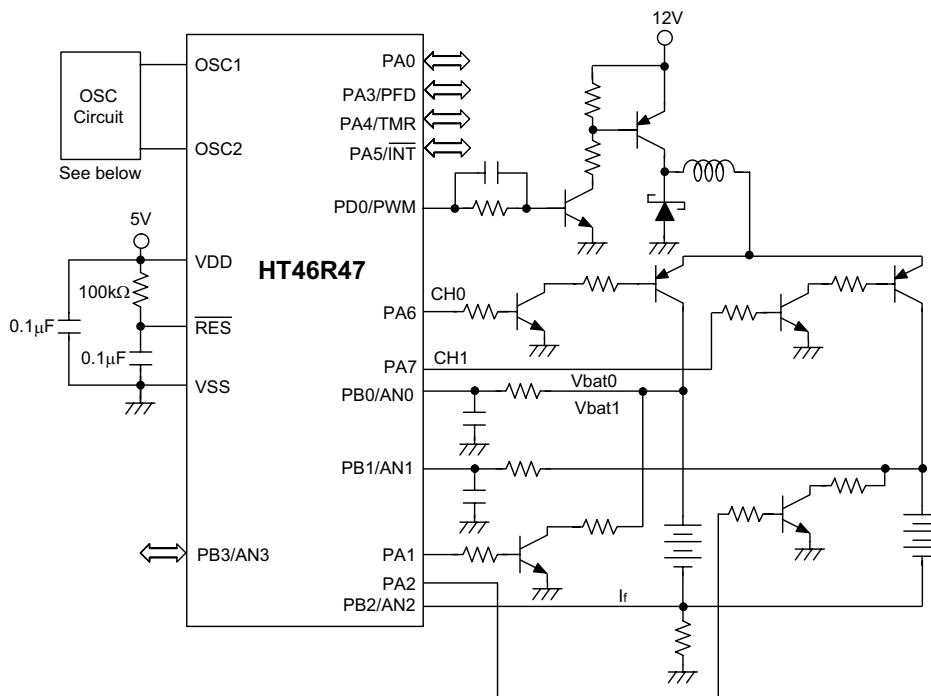 12V
OSC1
PA0
OSC
Circuit
PA3/PFD
PA4/TMR
OSC2
PA5/INT
See below
PD0/PWM
5V
VDD
HT46R47
100kΩ
CH0
0.1μF
RES
PA6
0.1μF
PA7
CH1
VSS
PB0/AN0
Vbat0
Vbat1
PB1/AN1
PB3/AN3
PA1
PA2
PB2/AN2
If